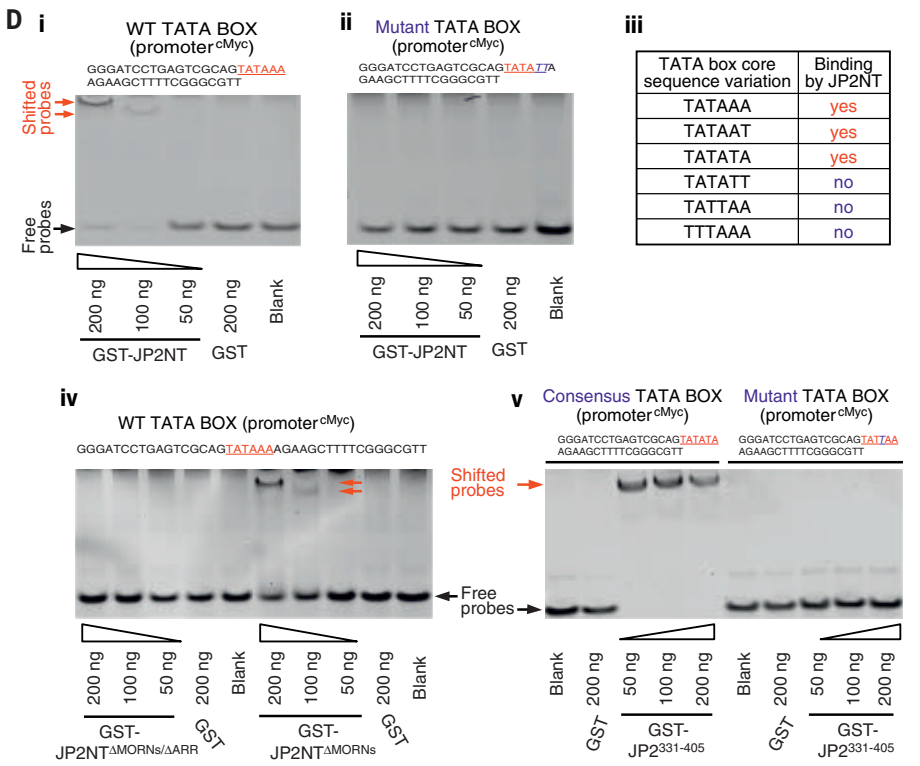 D i
WT TATA BOX
(promoter cMyc)
GGGATCCTGAGTCGCAGTATAAA
AGAAGCTTTTCGGGCGTT
Shifted
probes
Free
probes
200 ng
100 ng
50 ng
200 ng
Blank
GST-JP2NT
GST
ii
Mutant TATA BOX
(promoter cMyc)
GGGATCCTGAGTCGCAGTATATTA
GAAGCTTTTCGGGCGTT
200 ng
100 ng
50 ng
200 ng
Blank
GST-JP2NT
GST
iii
TATA box core sequence variation Binding by JP2NT
TATAAA yes
TATAAT yes
TATATA yes
TATATT no
TATTAA no
TTTAAA no
iv
WT TATA BOX (promoter cMyc)
GGGATCCTGAGTCGCAGTATAAAAGAAGCTTTTCGGGCGTT
Free
probes
200 ng
100 ng
50 ng
200 ng
Blank
200 ng
100 ng
50 ng
200 ng
Blank
GST-
JP2NTΔMORNs/ΔARR
GST
GST-
JP2NTΔMORNs
GST
v
Consensus TATA BOX
(promoter cMyc)
GGGATCCTGAGTCGCAGTATATA
AGAAGCTTTTCGGGCGTT
Mutant TATA BOX
(promoter cMyc)
GGGATCCTGAGTCGCAGTATTAA
AGAAGCTTTTCGGGCGTT
Shifted
probes
Blank
200 ng
50 ng
100 ng
200 ng
Blank
200 ng
50 ng
100 ng
200 ng
GST
GST-
JP2331-405
GST
GST-
JP2331-405